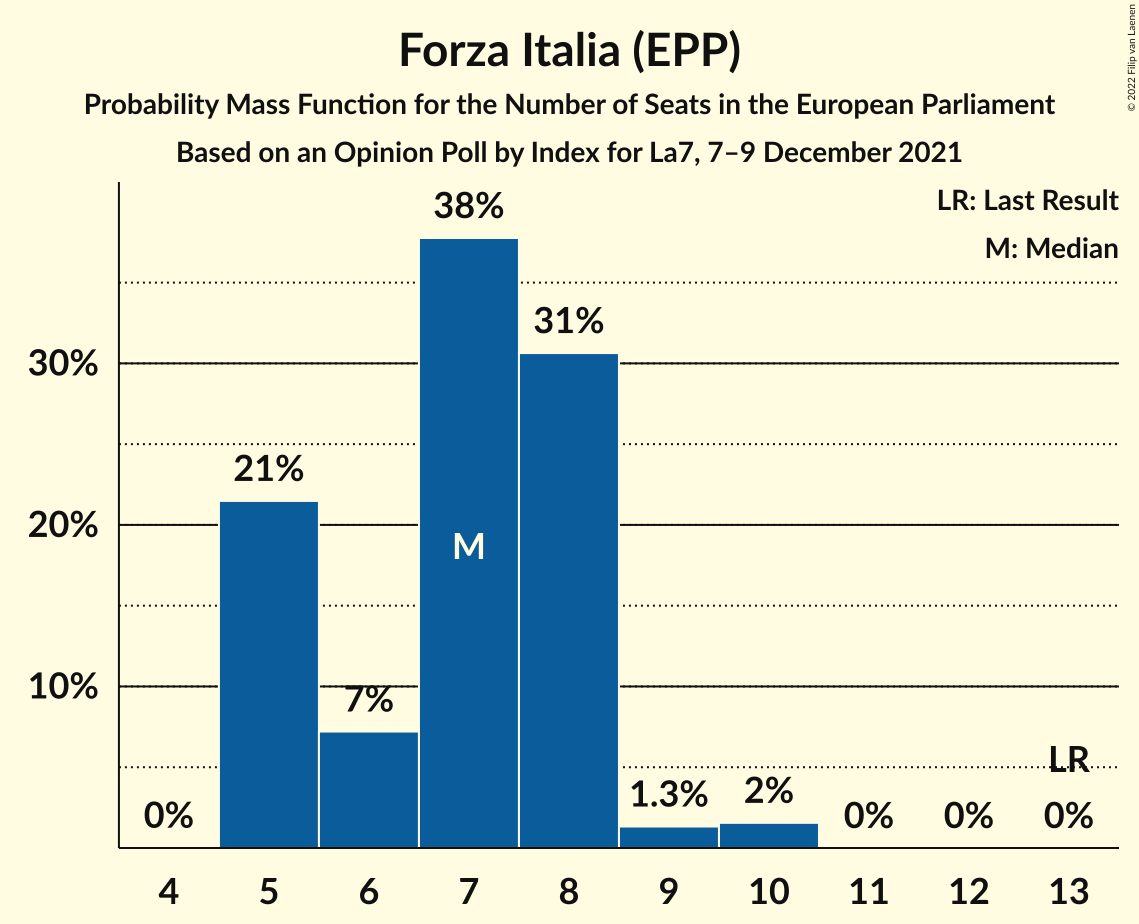 Forza Italia (EPP)
Probability Mass Function for the Number of Seats in the European Parliament
Based on an Opinion Poll by Index for La7, 7–9 December 2021
© 2022 Filip van Laenen
LR: Last Result
M: Median
38%
31%
30%
21%
20%
M
10%
7%
LR
1.3%
2%
0%
0%
0%
0%
4 5 6 7 8 9 10 11 12 13